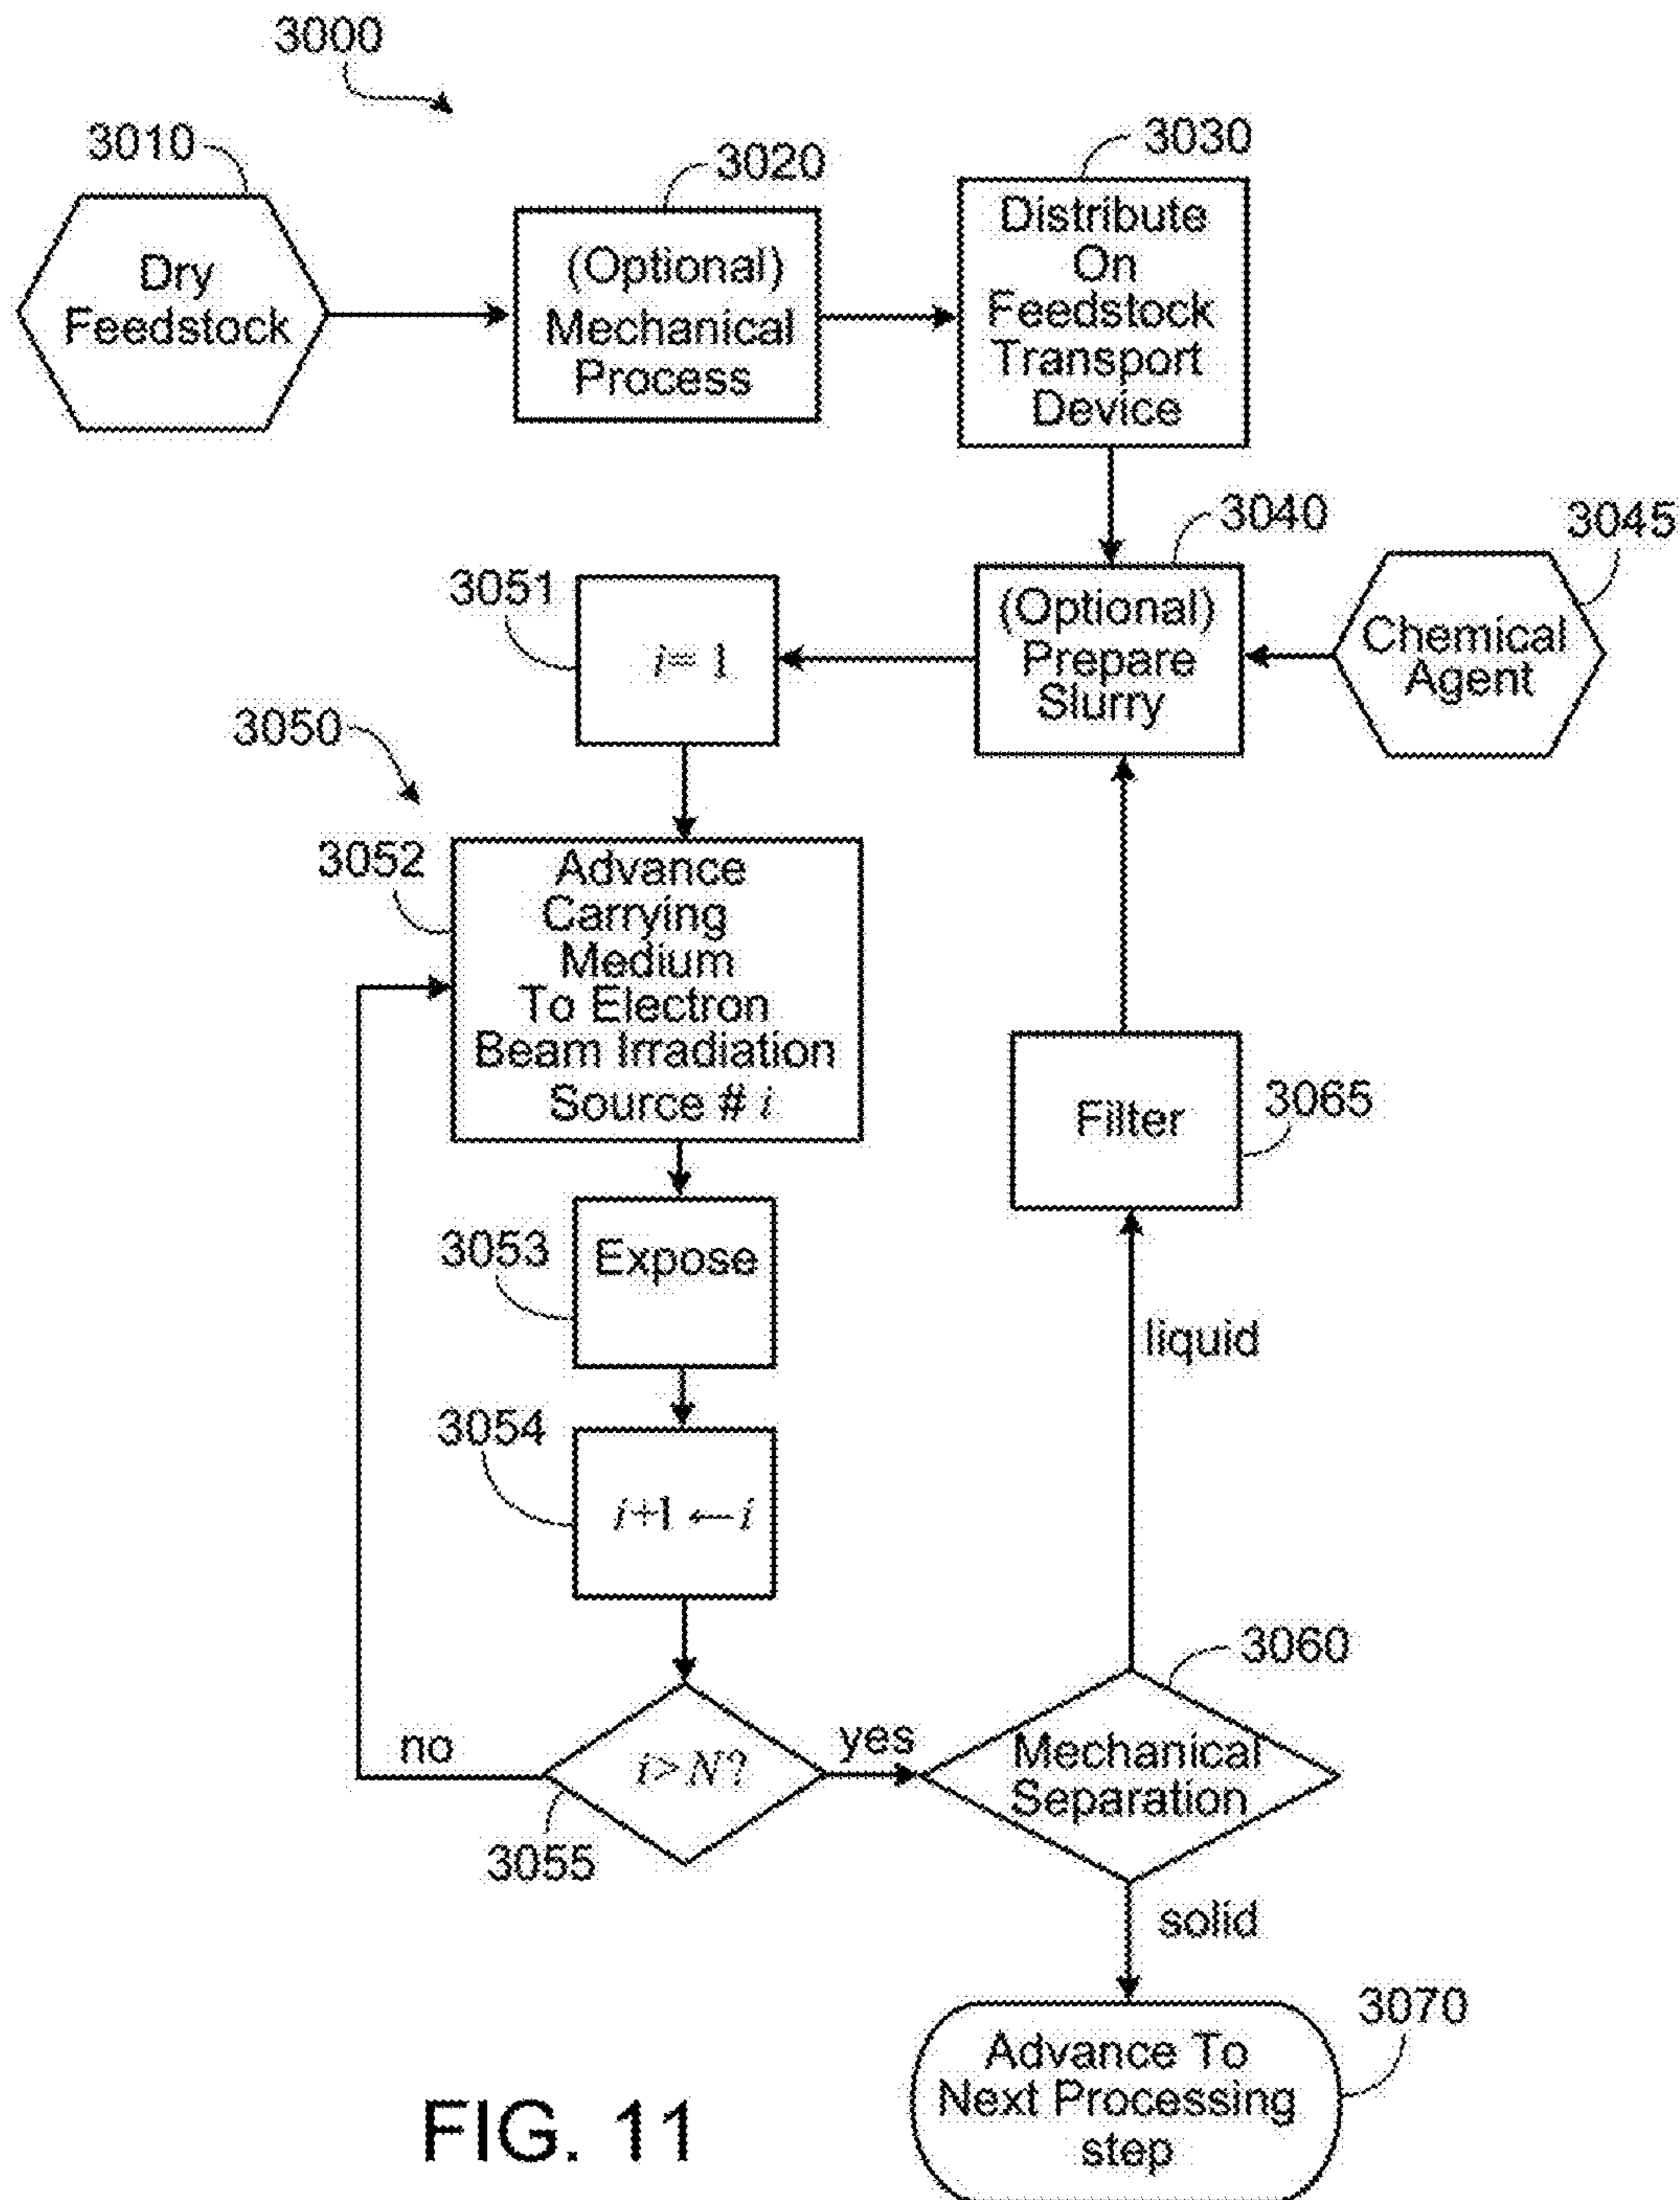 3000
3010
Dry
Feedstock
3020
(Optional)
Mechanical
Process
3030
Distribute
On
Feedstock
Transport
Device
3040
(Optional)
Prepare
Slurry
3045
Chemical
Agent
3051
i = 1
3050
3052
Advance
Carrying
Medium
To Electron
Beam Irradiation
Source # i
3053
Expose
3054
i+1 ← i
3055
i > N?
no
yes
3060
Mechanical
Separation
liquid
3065
Filter
solid
3070
Advance To
Next Processing
step
FIG. 11